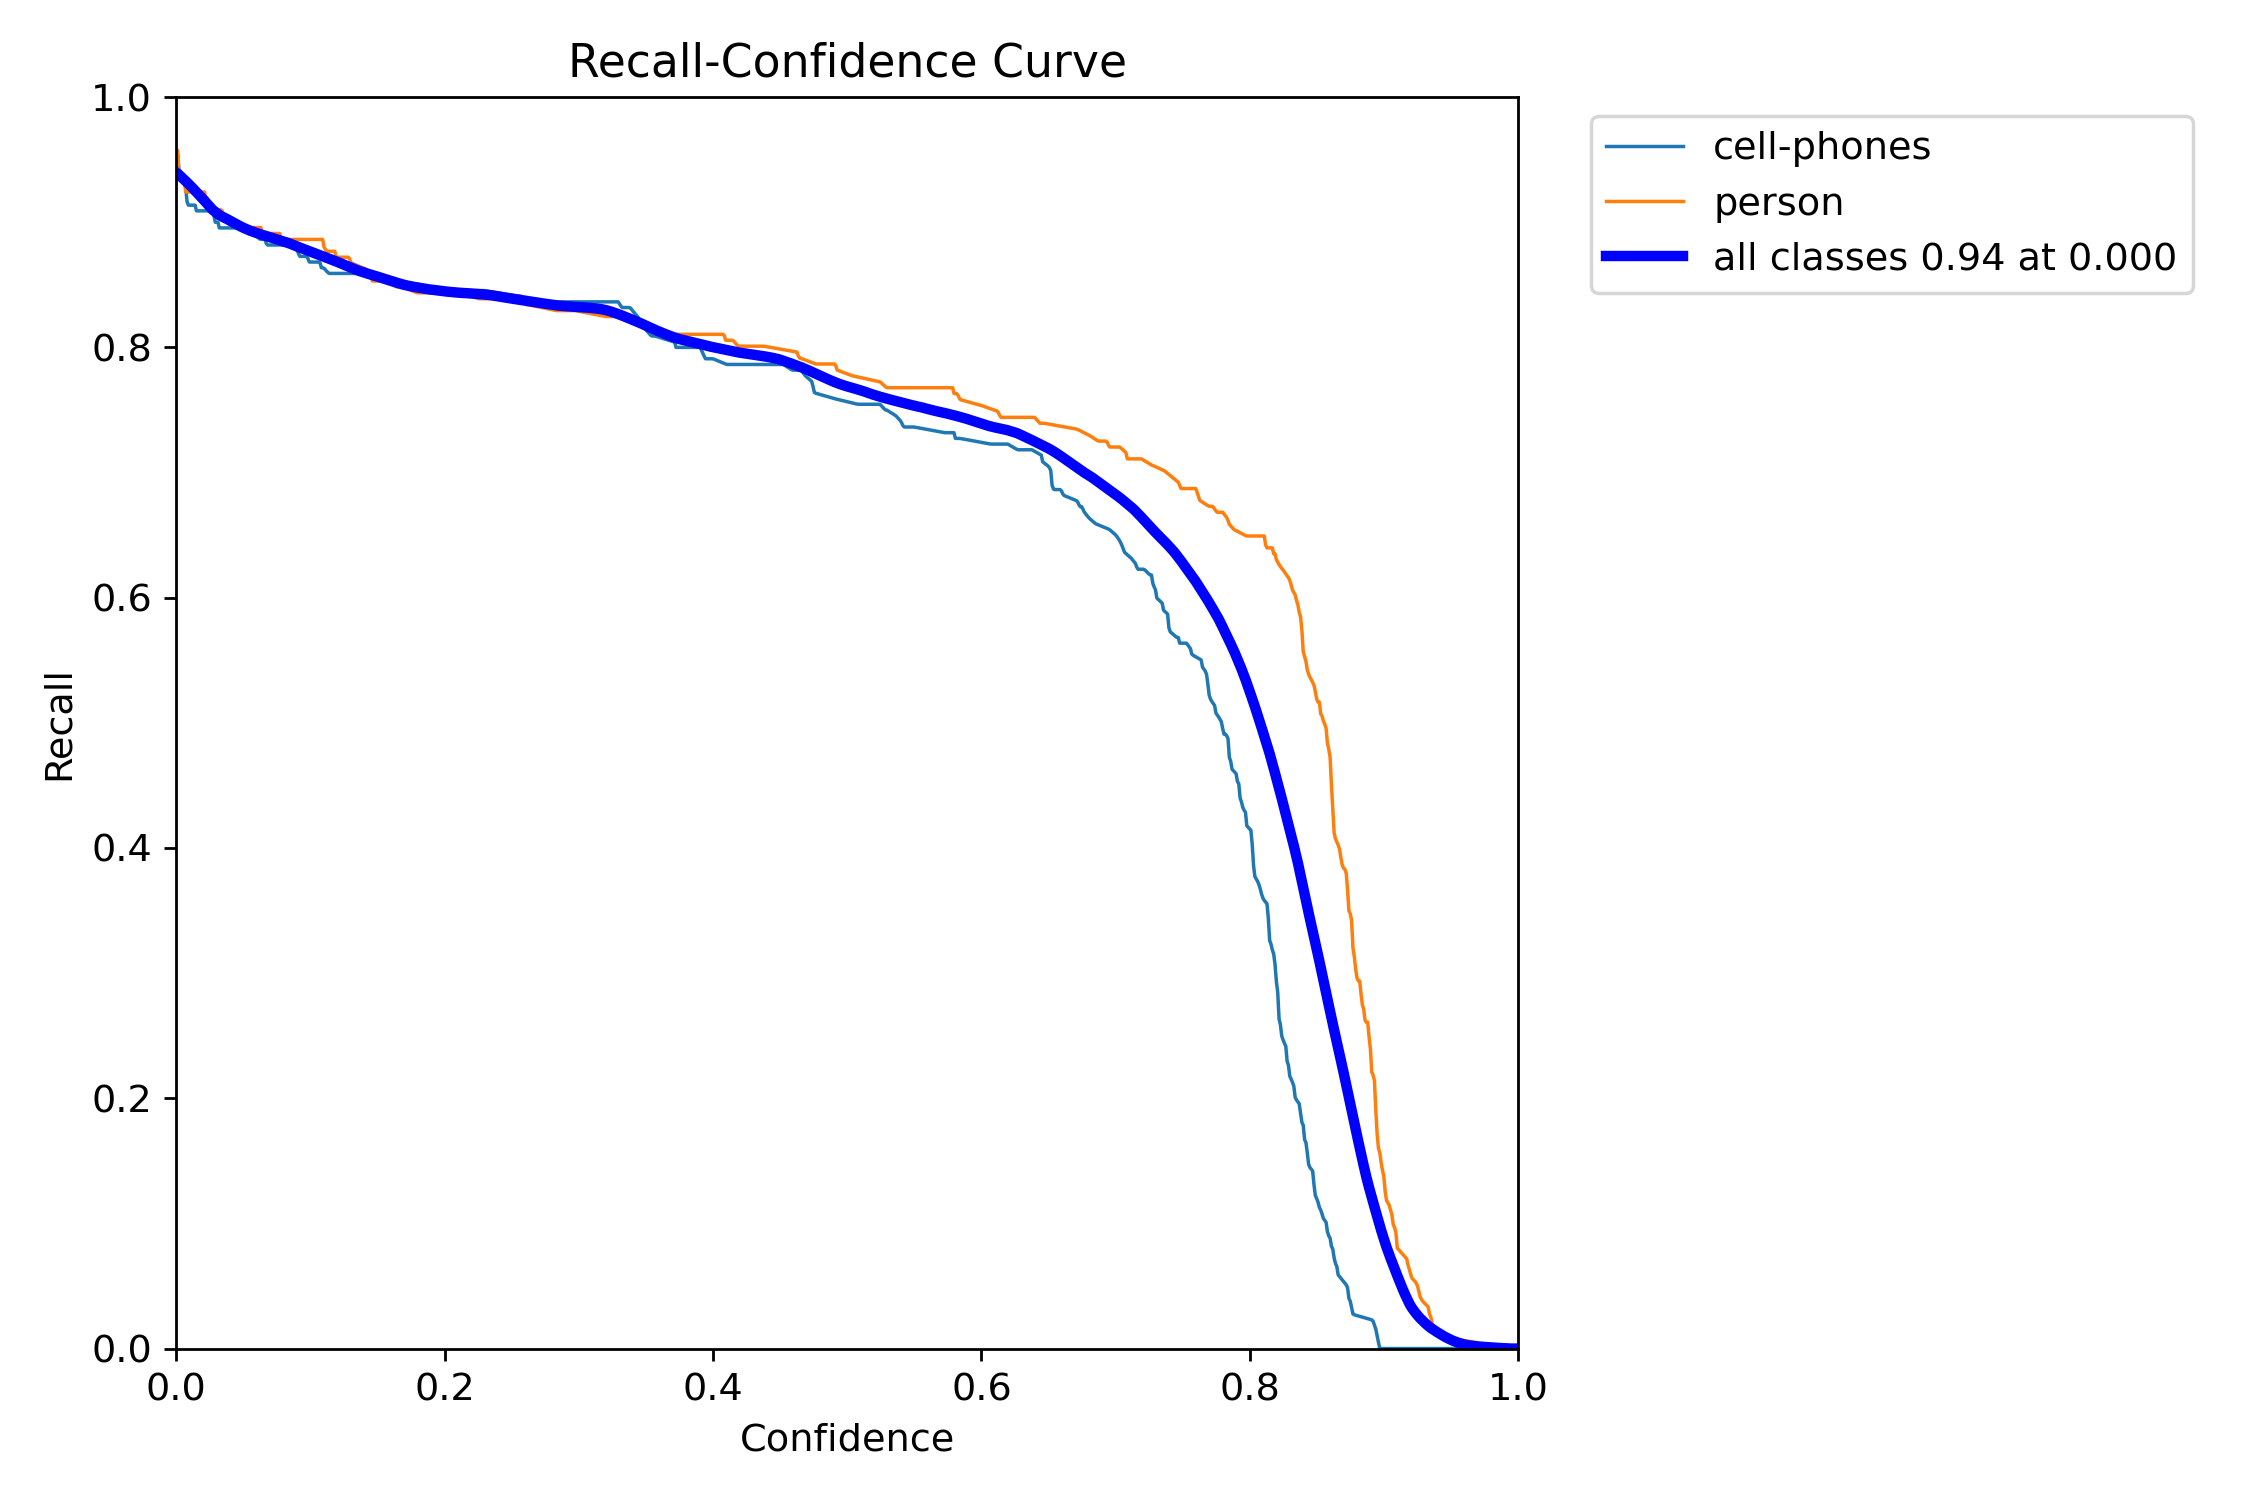 Recall-Confidence Curve
1.0
0.8
0.6
0.4
0.2
0.0
Recall
0.0 0.2 0.4 0.6 0.8 1.0
Confidence
cell-phones
person
all classes 0.94 at 0.000